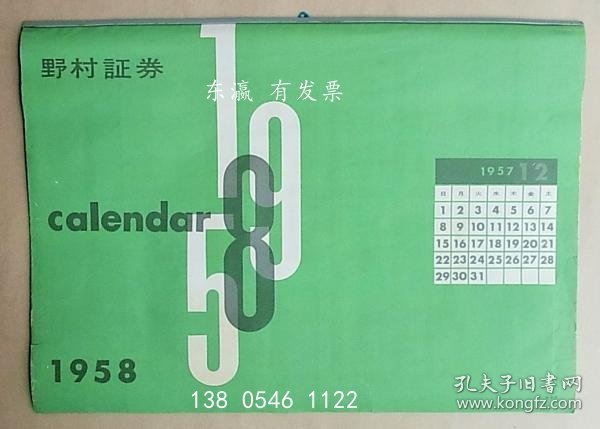 野村証券
东瀛 有发票
1958
calendar
1957 12
日 月 火 水 木 金 土
1 2 3 4 5 6 7
8 9 10 11 12 13 14
15 16 17 18 19 20 21
22 23 24 25 26 27 28
29 30 31
1958
138 0546 1122
孔夫子旧书网
www.kongfz.com